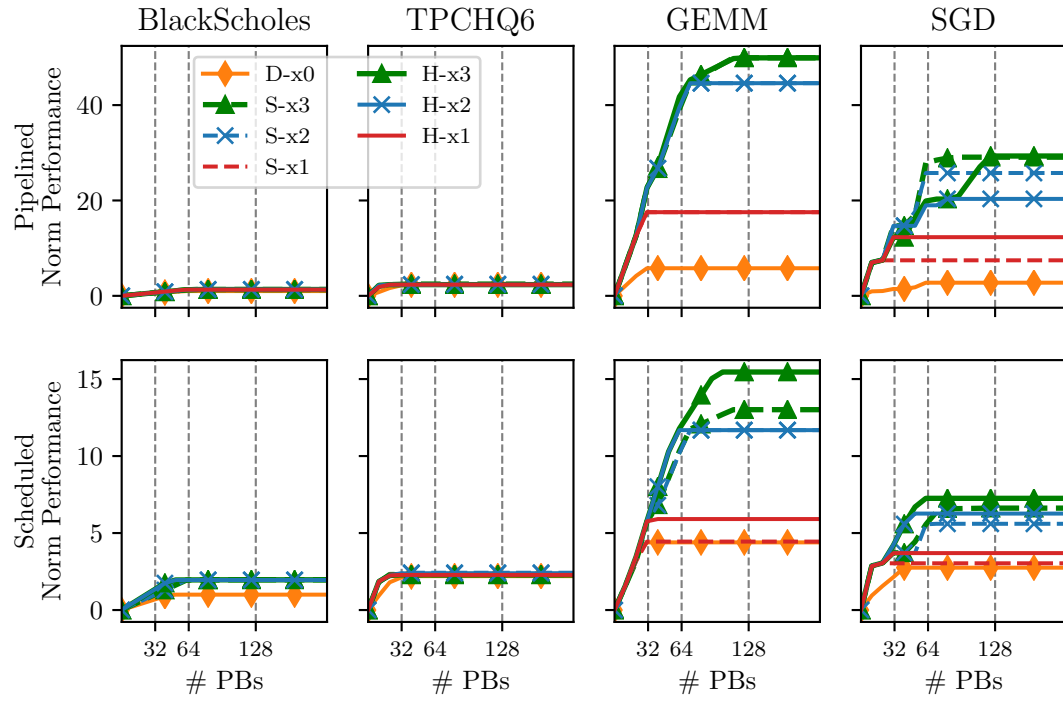 BlackScholes TPCHQ6 GEMM SGD
Pipelined
Norm Performance
40
20
0
D-x0 H-x3
S-x3 H-x2
S-x2 H-x1
S-x1
Scheduled
Norm Performance
15
10
5
0
32 64 128 32 64 128 32 64 128 32 64 128
# PBs # PBs # PBs # PBs